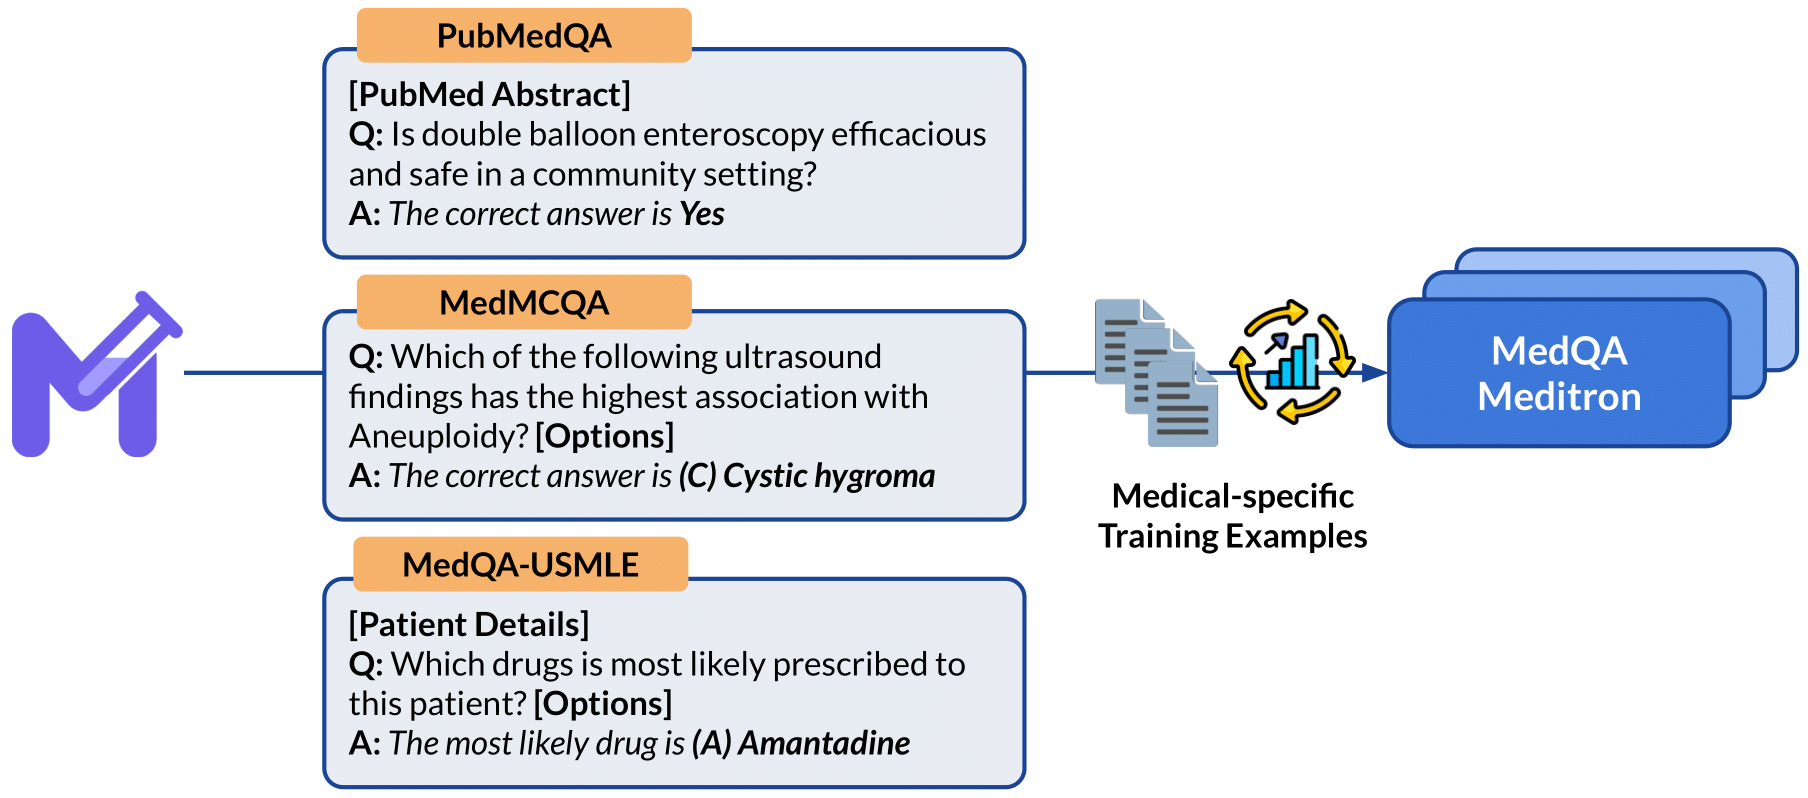 PubMedQA
[PubMed Abstract]
Q: Is double balloon enteroscopy efficacious
and safe in a community setting?
A: The correct answer is Yes
MedMCQA
Q: Which of the following ultrasound
findings has the highest association with
Aneuploidy? [Options]
A: The correct answer is (C) Cystic hygroma
MedQA-USMLE
[Patient Details]
Q: Which drugs is most likely prescribed to
this patient? [Options]
A: The most likely drug is (A) Amantadine
Medical-specific
Training Examples
MedQA
Meditron